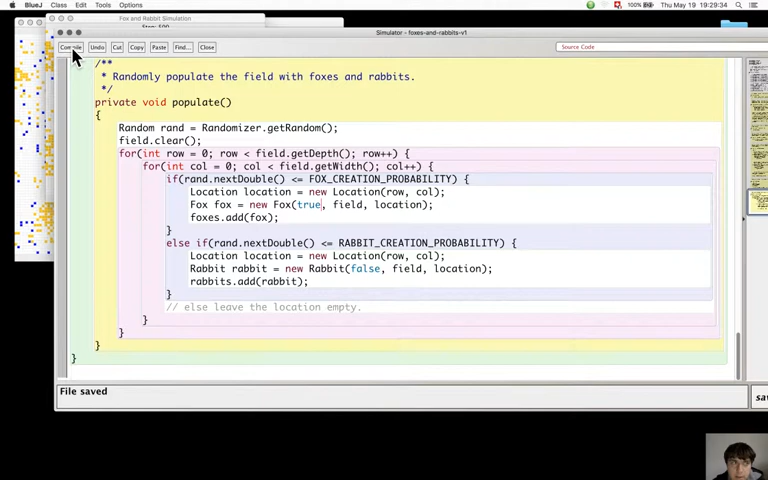 BlueJ Class Edit Tools Options 100% Thu May 19 19:29:34
Fox and Rabbit Simulation
Simulator - foxes-and-rabbits-v1
Compile Undo Cut Copy Paste Find... Close Source Code
/**
* Randomly populate the field with foxes and rabbits.
*/
private void populate()
{
Random rand = Randomizer.getRandom();
field.clear();
for(int row = 0; row < field.getDepth(); row++) {
for(int col = 0; col < field.getWidth(); col++) {
if(rand.nextDouble() <= FOX_CREATION_PROBABILITY) {
Location location = new Location(row, col);
Fox fox = new Fox(true, field, location);
foxes.add(fox);
}
else if(rand.nextDouble() <= RABBIT_CREATION_PROBABILITY) {
Location location = new Location(row, col);
Rabbit rabbit = new Rabbit(false, field, location);
rabbits.add(rabbit);
}
// else leave the location empty.
}
}
}
}
File saved